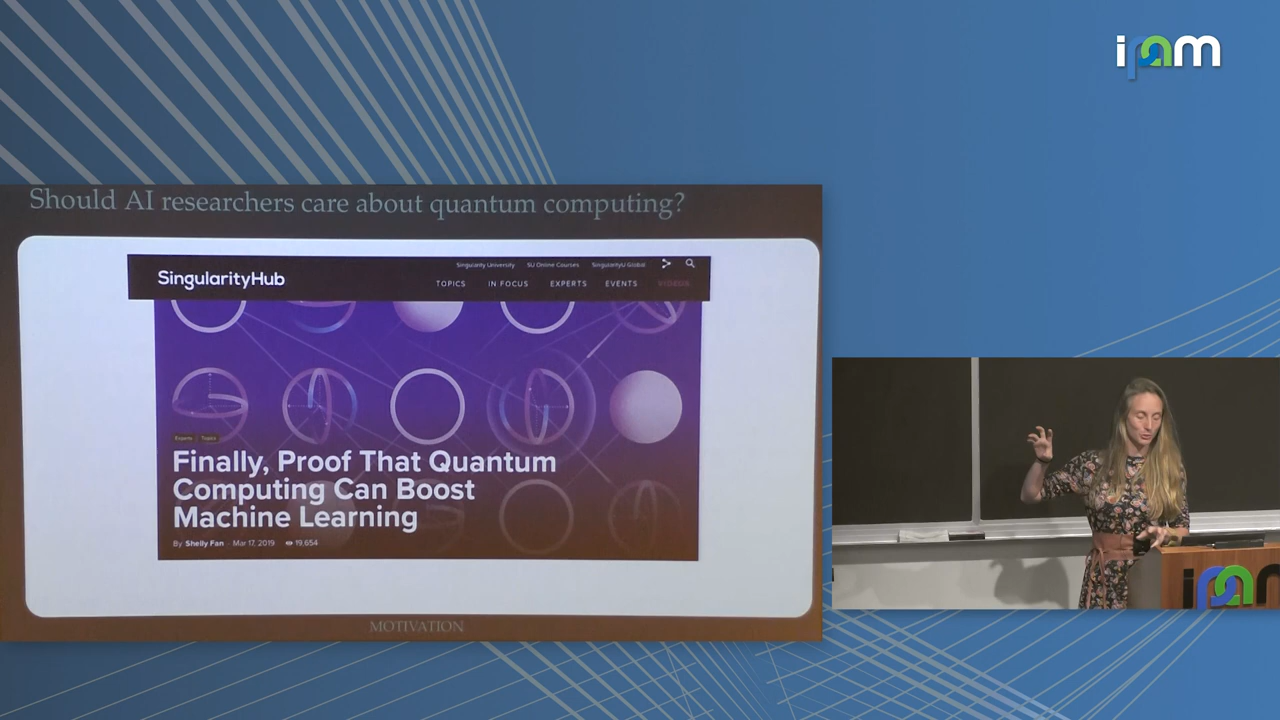 ipam
Should AI researchers care about quantum computing?
Singularity University SU Online Courses SingularityU Global
SingularityHub
TOPICS IN FOCUS EXPERTS EVENTS
Experts Topics
Finally, Proof That Quantum
Computing Can Boost
Machine Learning
By Shelly Fan - Mar 17, 2019 19,654
MOTIVATION
ipam